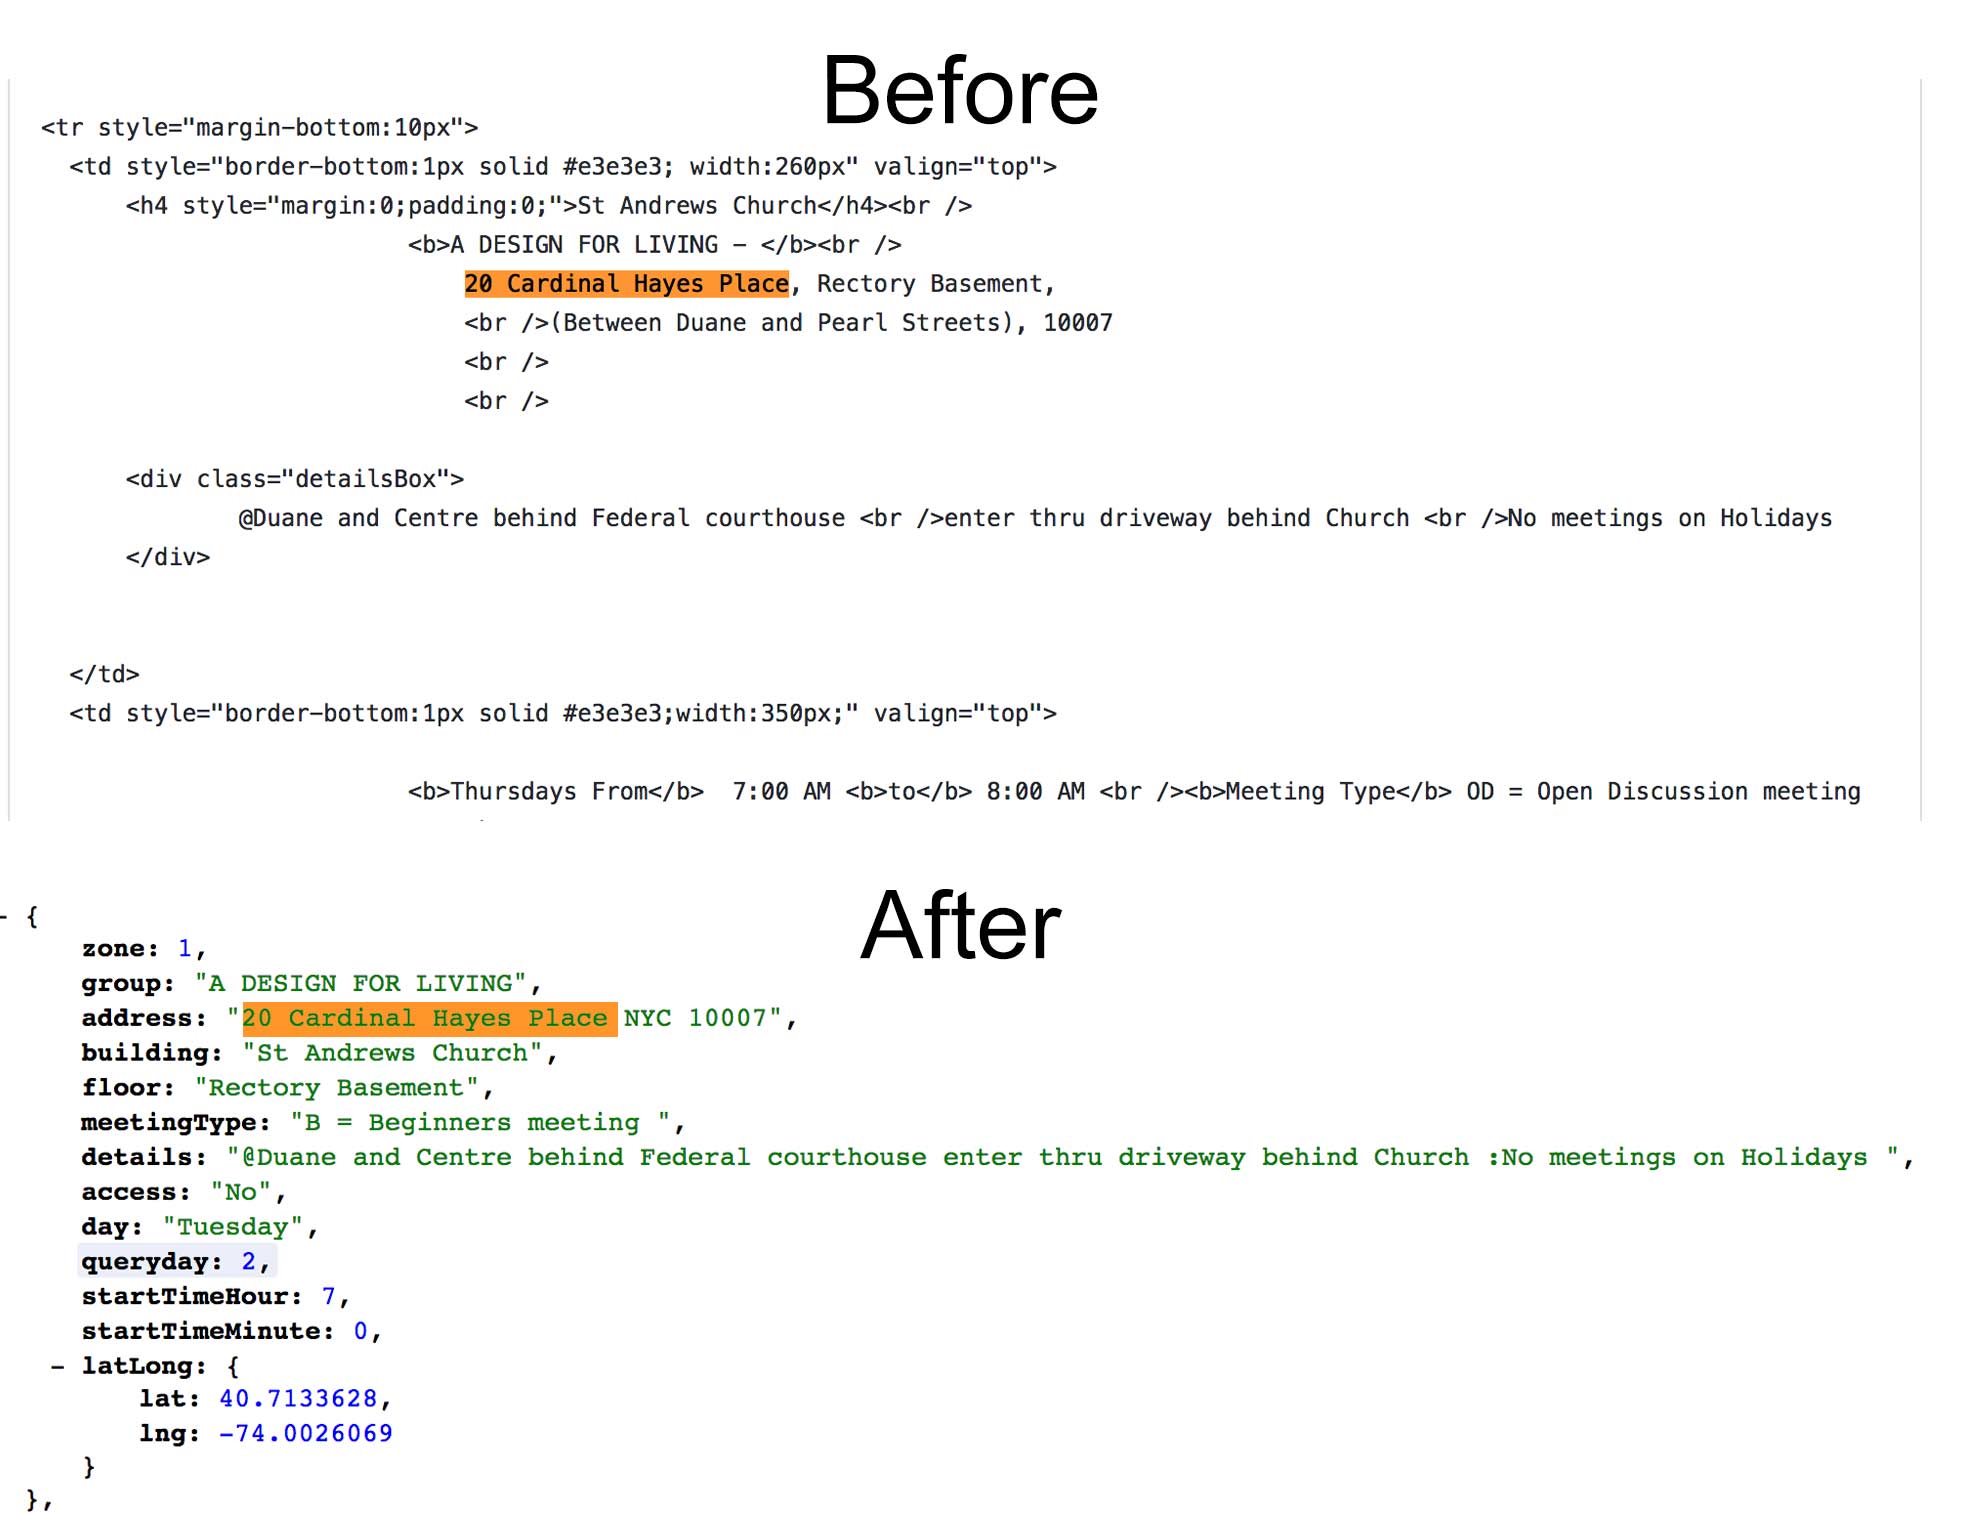 Before
<tr style="margin-bottom:10px">
<td style="border-bottom:1px solid #e3e3e3; width:260px" valign="top">
<h4 style="margin:0;padding:0;">St Andrews Church</h4><br />
<b>A DESIGN FOR LIVING - </b><br />
20 Cardinal Hayes Place, Rectory Basement,
<br />(Between Duane and Pearl Streets), 10007
<br />
<br />
<div class="detailsBox">
@Duane and Centre behind Federal courthouse <br />enter thru driveway behind Church <br />No meetings on Holidays
</div>
</td>
<td style="border-bottom:1px solid #e3e3e3;width:350px;" valign="top">
<b>Thursdays From</b>  7:00 AM <b>to</b> 8:00 AM <br /><b>Meeting Type</b> OD = Open Discussion meeting
After
- {
zone: 1,
group: "A DESIGN FOR LIVING",
address: "20 Cardinal Hayes Place NYC 10007",
building: "St Andrews Church",
floor: "Rectory Basement",
meetingType: "B = Beginners meeting ",
details: "@Duane and Centre behind Federal courthouse enter thru driveway behind Church :No meetings on Holidays ",
access: "No",
day: "Tuesday",
queryday: 2,
startTimeHour: 7,
startTimeMinute: 0,
- latLong: {
lat: 40.7133628,
lng: -74.0026069
}
},